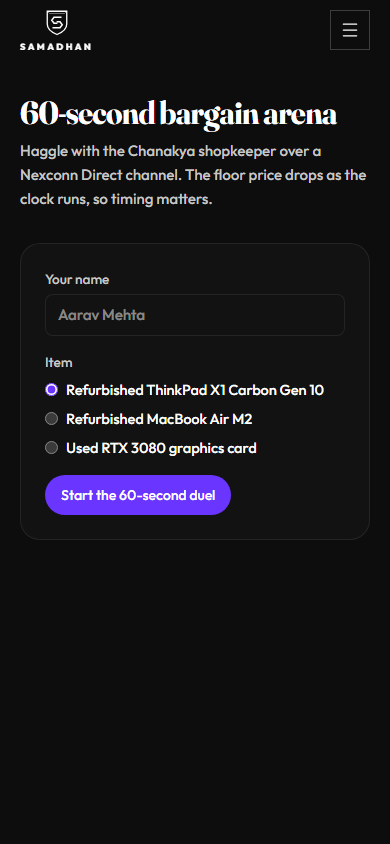 SAMADHAN
60-second bargain arena
Haggle with the Chanakya shopkeeper over a
Nexconn Direct channel. The floor price drops as the
clock runs, so timing matters.
Your name
Aarav Mehta
Item
Refurbished ThinkPad X1 Carbon Gen 10
Refurbished MacBook Air M2
Used RTX 3080 graphics card
Start the 60-second duel